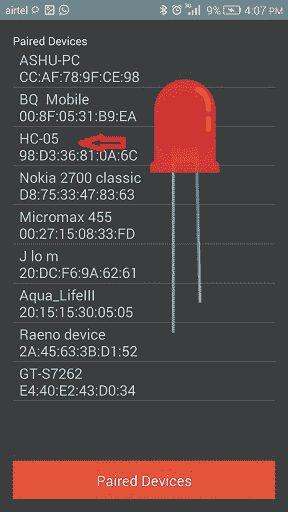 airtel 9% 4:07 PM
Paired Devices
ASHU-PC
CC:AF:78:9F:CE:98
BQ Mobile
00:8F:05:31:B9:EA
HC-05
98:D3:36:81:0A:6C
Nokia 2700 classic
D8:75:33:47:83:63
Micromax 455
00:27:15:08:33:FD
J lo m
20:DC:F6:9A:62:61
Aqua_LifeIII
20:15:15:30:05:05
Raeno device
2A:45:63:3B:D1:52
GT-S7262
E4:40:E2:43:D0:34
Paired Devices